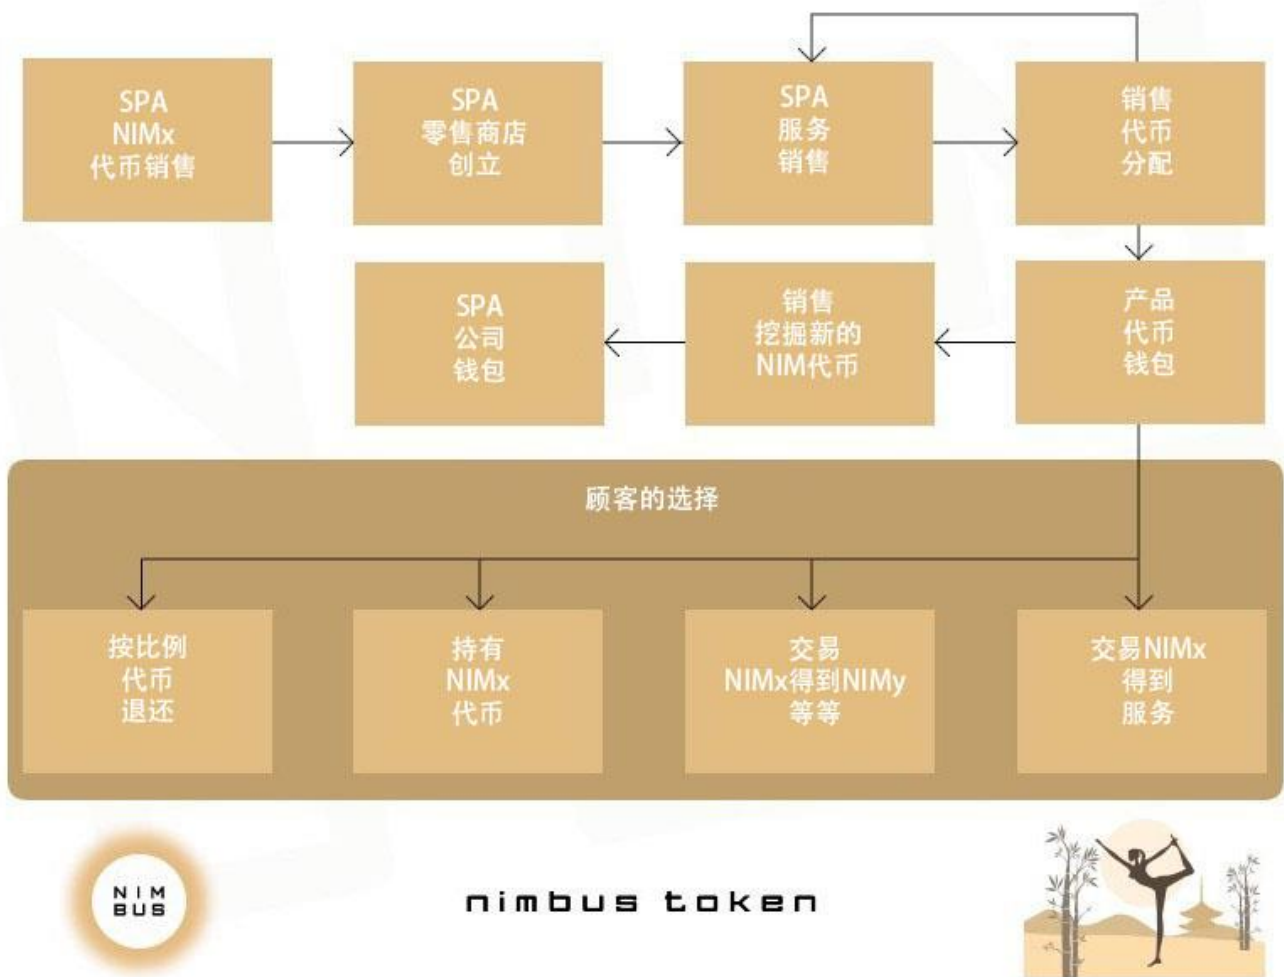 SPA
NIMx
代币销售
SPA
零售商店
创立
SPA
服务
销售
销售
代币
分配
SPA
公司
钱包
销售
挖掘新的
NIM代币
产品
代币
钱包
顾客的选择
按比例
代币
退还
持有
NIMx
代币
交易
NIMx得到NIMy
等等
交易NIMx
得到
服务
NIM
BUS
nimbus token